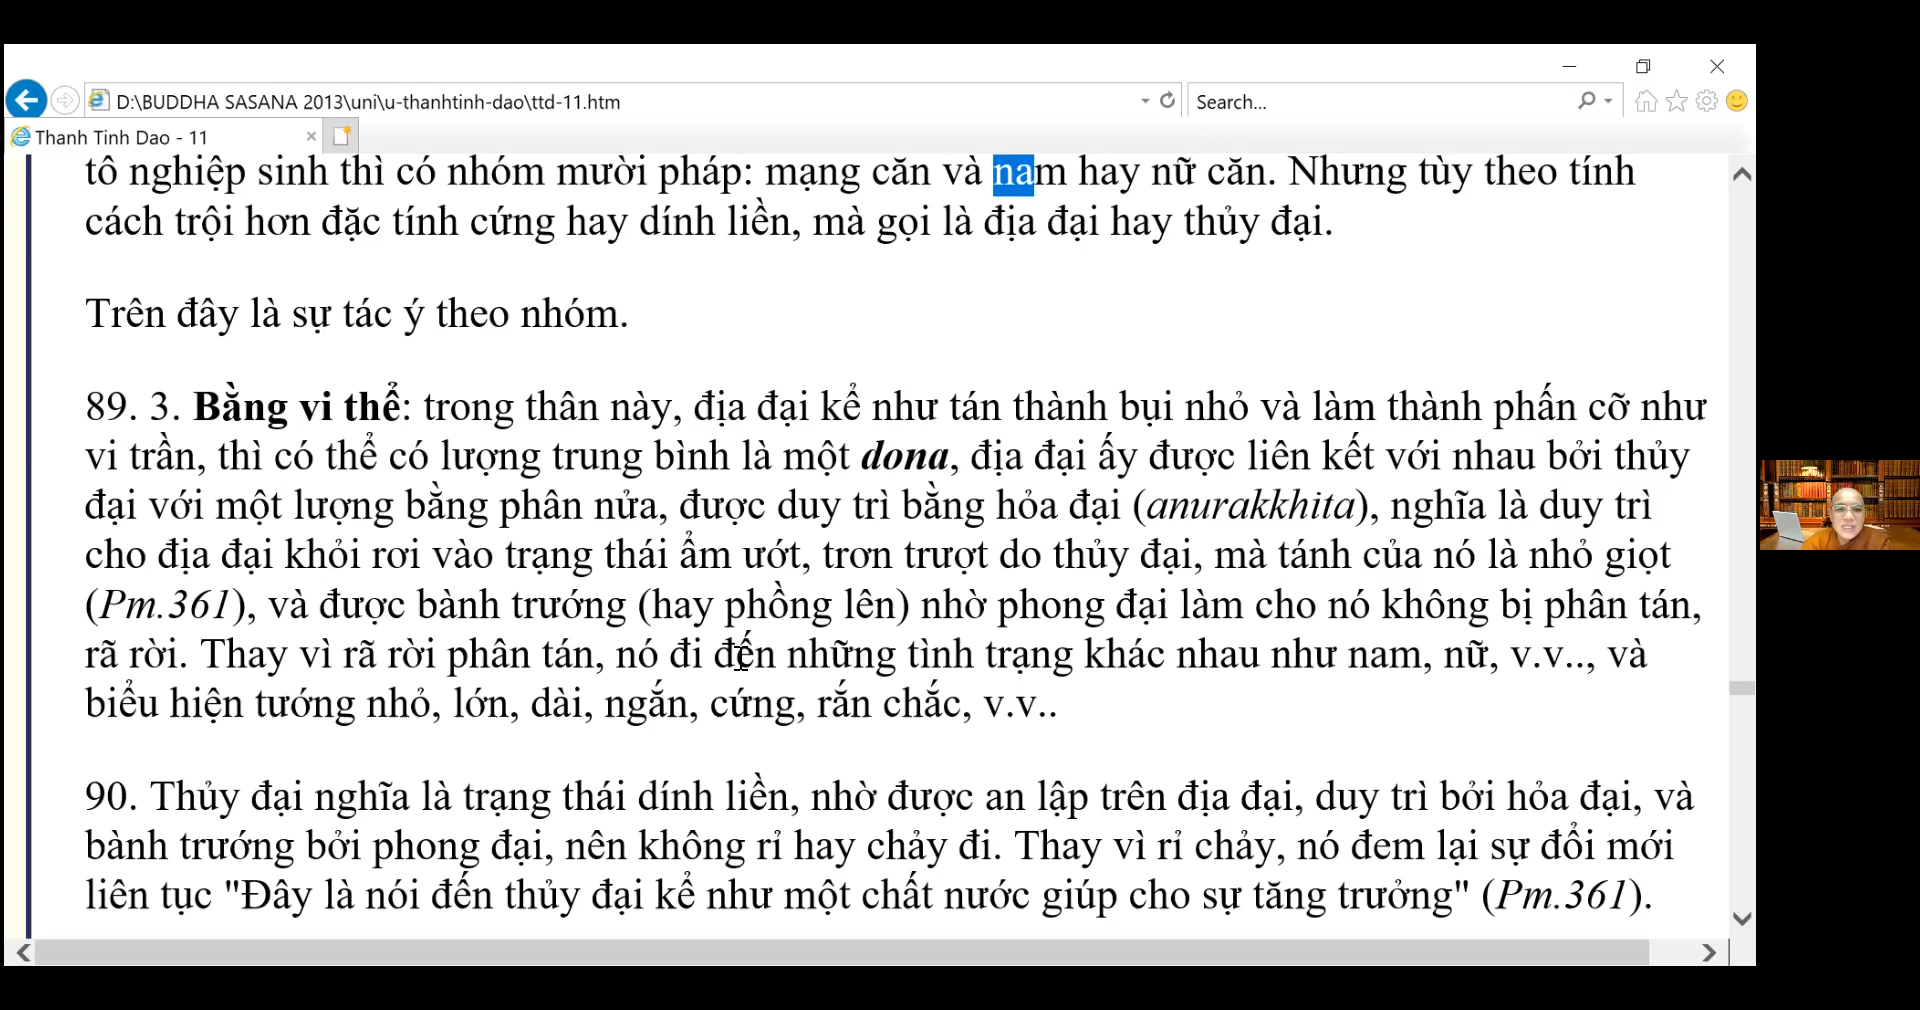 D:\BUDDHA SASANA 2013\uni\u-thanhtinh-dao\ttd-11.htm
Search...
Thanh Tinh Dao - 11
tô nghiệp sinh thì có nhóm mười pháp: mạng căn và nam hay nữ căn. Nhưng tùy theo tính
cách trội hơn đặc tính cứng hay dính liền, mà gọi là địa đại hay thủy đại.
Trên đây là sự tác ý theo nhóm.
89. 3. Bằng vi thể: trong thân này, địa đại kể như tán thành bụi nhỏ và làm thành phấn cỡ như
vi trần, thì có thể có lượng trung bình là một dona, địa đại ấy được liên kết với nhau bởi thủy
đại với một lượng bằng phân nửa, được duy trì bằng hỏa đại (anurakkhita), nghĩa là duy trì
cho địa đại khỏi rơi vào trạng thái ẩm ướt, trơn trượt do thủy đại, mà tánh của nó là nhỏ giọt
(Pm.361), và được bành trướng (hay phồng lên) nhờ phong đại làm cho nó không bị phân tán,
rã rời. Thay vì rã rời phân tán, nó đi đến những tình trạng khác nhau như nam, nữ, v.v.., và
biểu hiện tướng nhỏ, lớn, dài, ngắn, cứng, rắn chắc, v.v..
90. Thủy đại nghĩa là trạng thái dính liền, nhờ được an lập trên địa đại, duy trì bởi hỏa đại, và
bành trướng bởi phong đại, nên không rỉ hay chảy đi. Thay vì rỉ chảy, nó đem lại sự đổi mới
liên tục "Đây là nói đến thủy đại kể như một chất nước giúp cho sự tăng trưởng" (Pm.361).